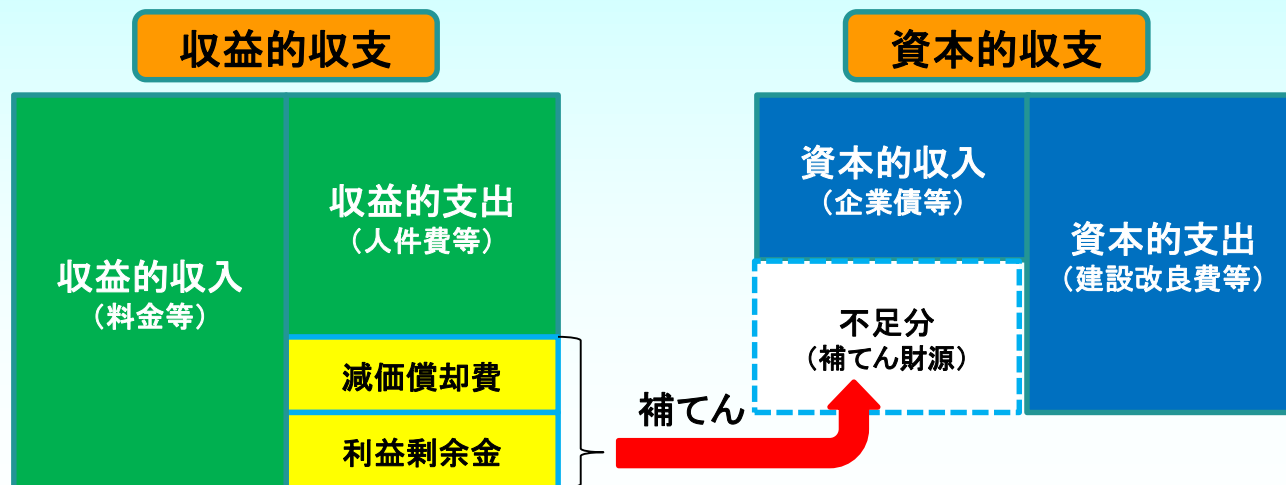 収益的収支
資本的収支
収益的収入
（料金等）
収益的支出
（人件費等）
減価償却費
利益剰余金
補てん
資本的収入
（企業債等）
不足分
（補てん財源）
資本的支出
（建設改良費等）